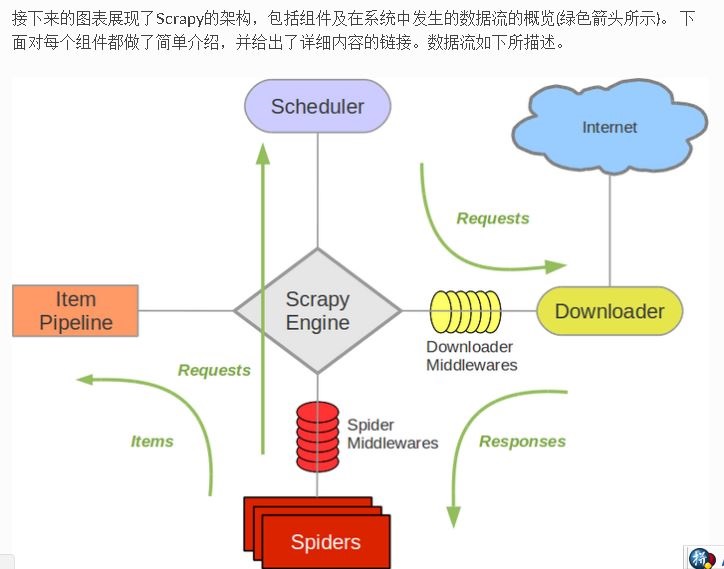 接下来的图表展现了Scrapy的架构，包括组件及在系统中发生的数据流的概览(绿色箭头所示)。 下
面对每个组件都做了简单介绍，并给出了详细内容的链接。数据流如下所描述。
Scheduler
Internet
Requests
Item
Pipeline
Scrapy
Engine
Downloader
Downloader
Middlewares
Requests
Spider
Middlewares
Items
Responses
Spiders